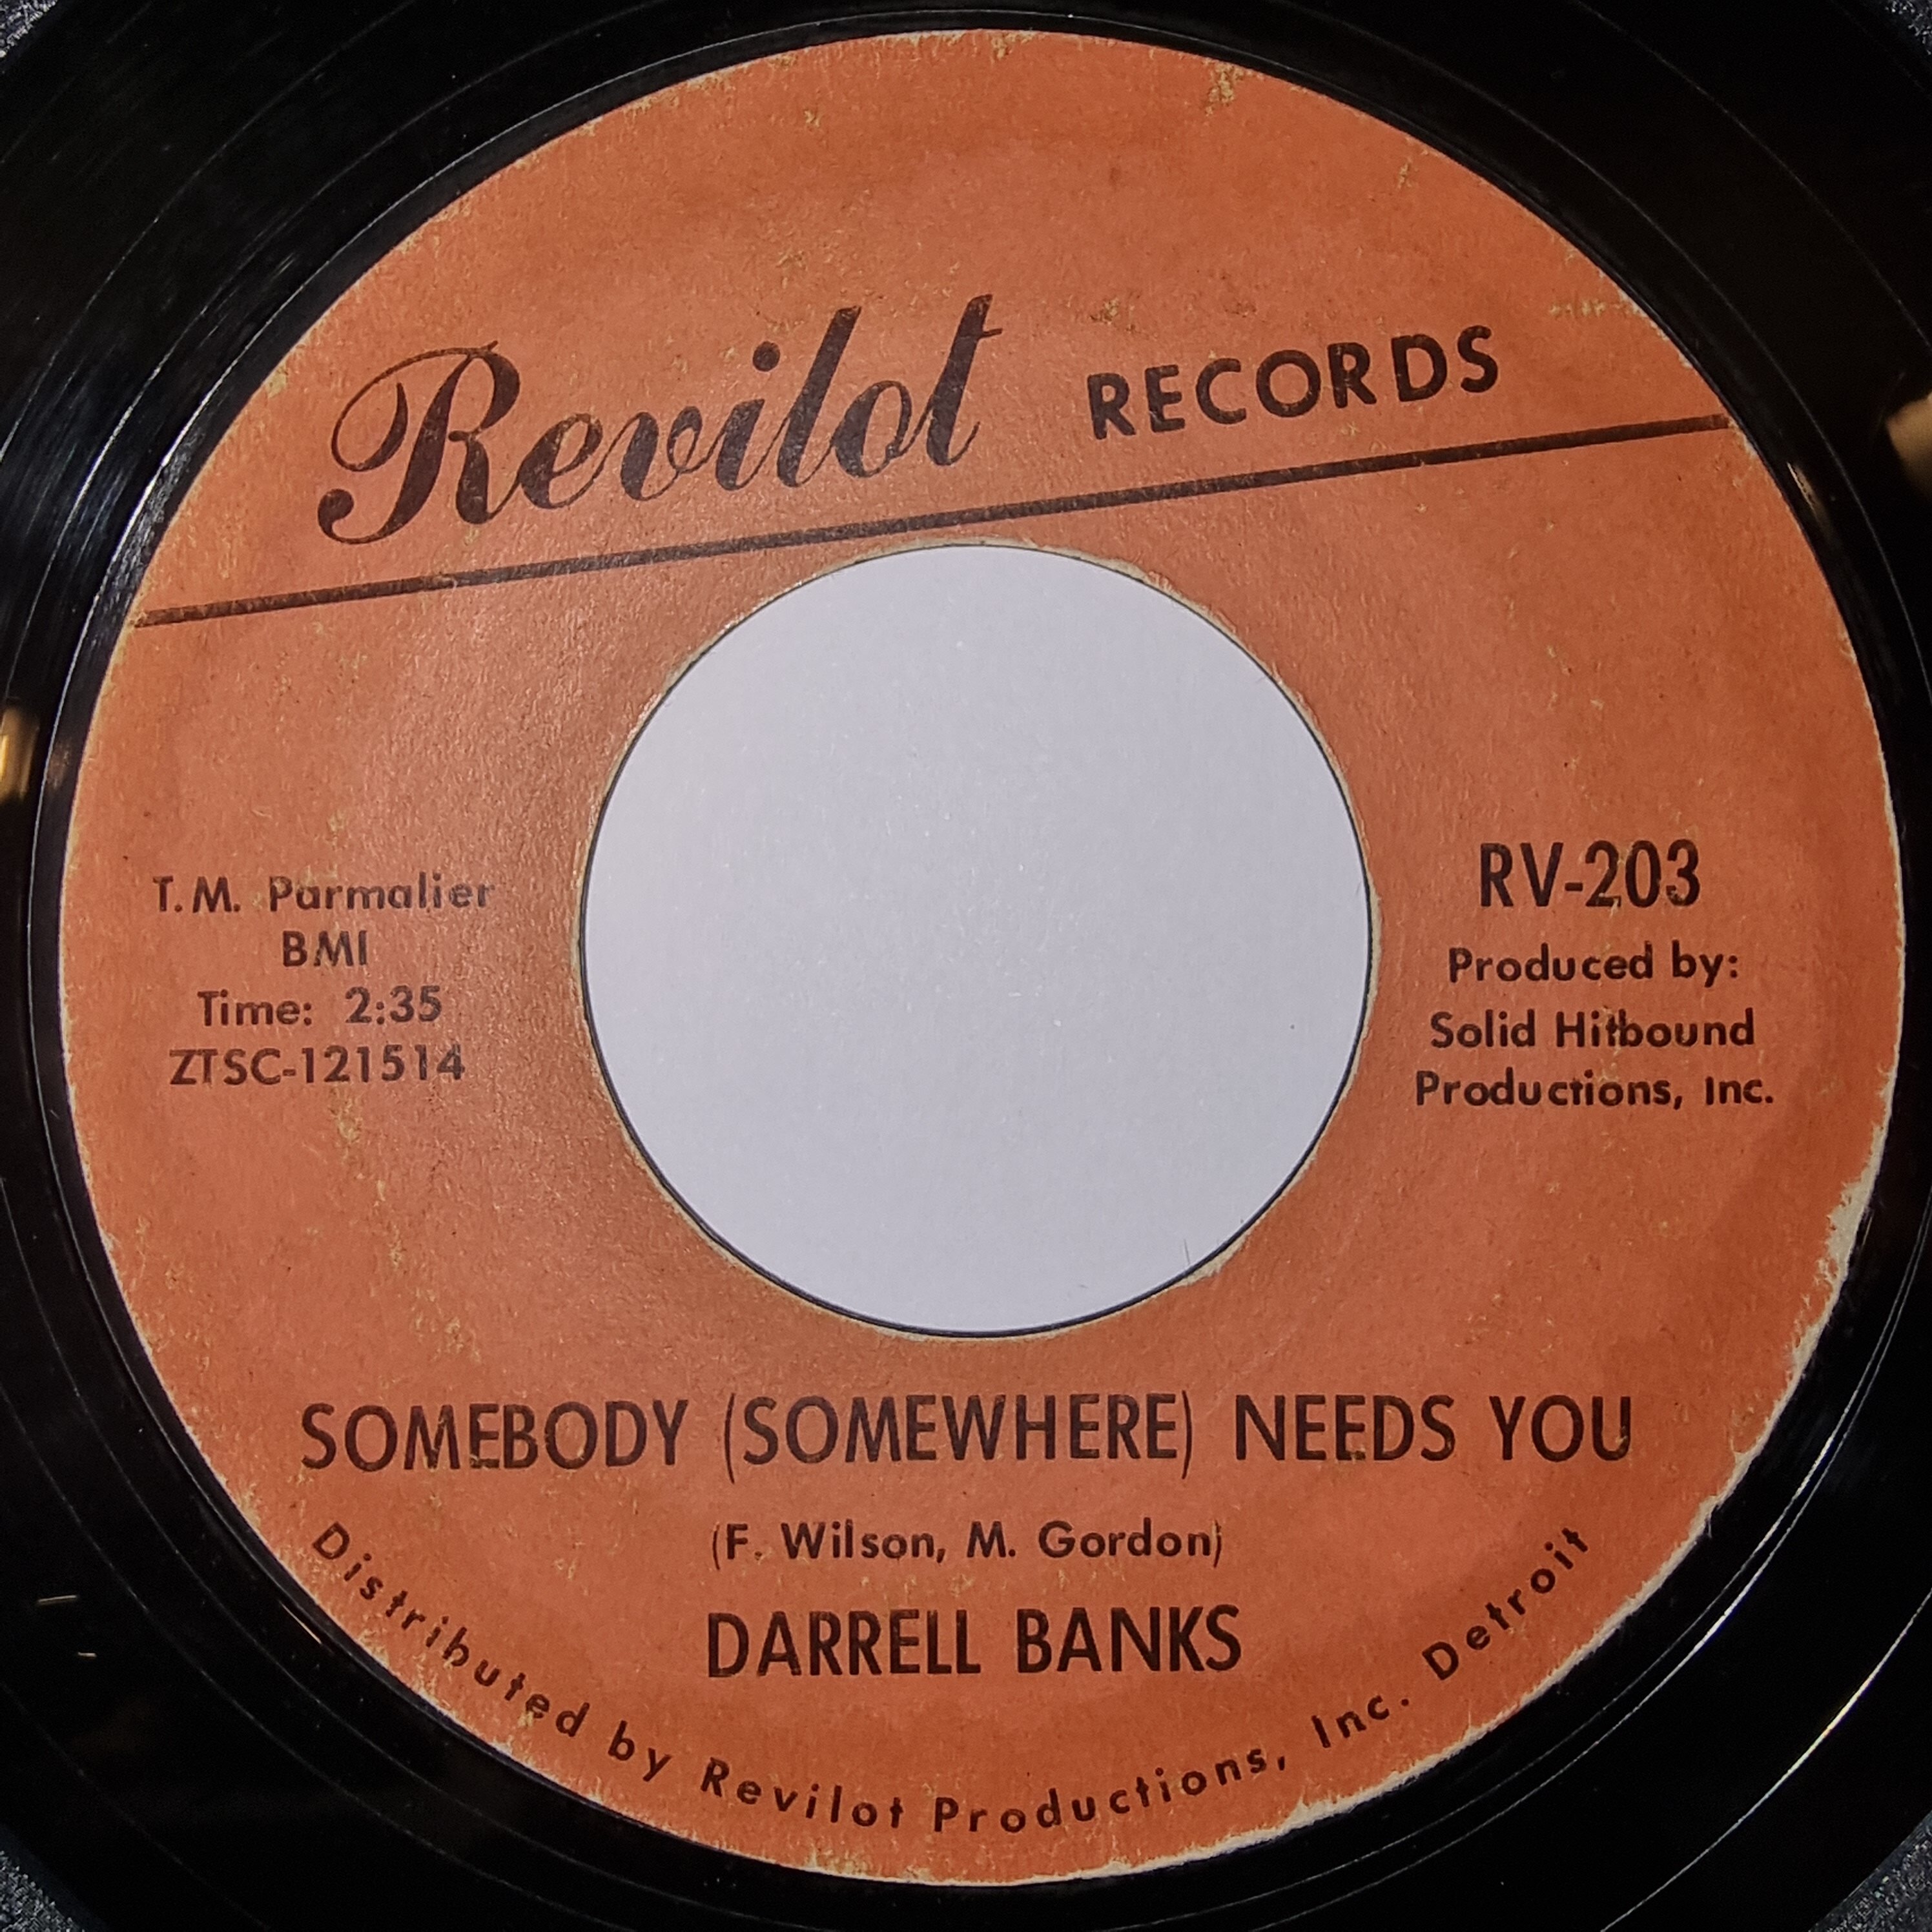 Revilot RECORDS
T.M. Parmalier
BMI
Time: 2:35
ZTSC-121514
RV-203
Produced by:
Solid Hitbound
Productions, Inc.
SOMEBODY (SOMEWHERE) NEEDS YOU
(F. Wilson, M. Gordon)
DARRELL BANKS
Distributed by Revilot Productions, Inc. Detroit